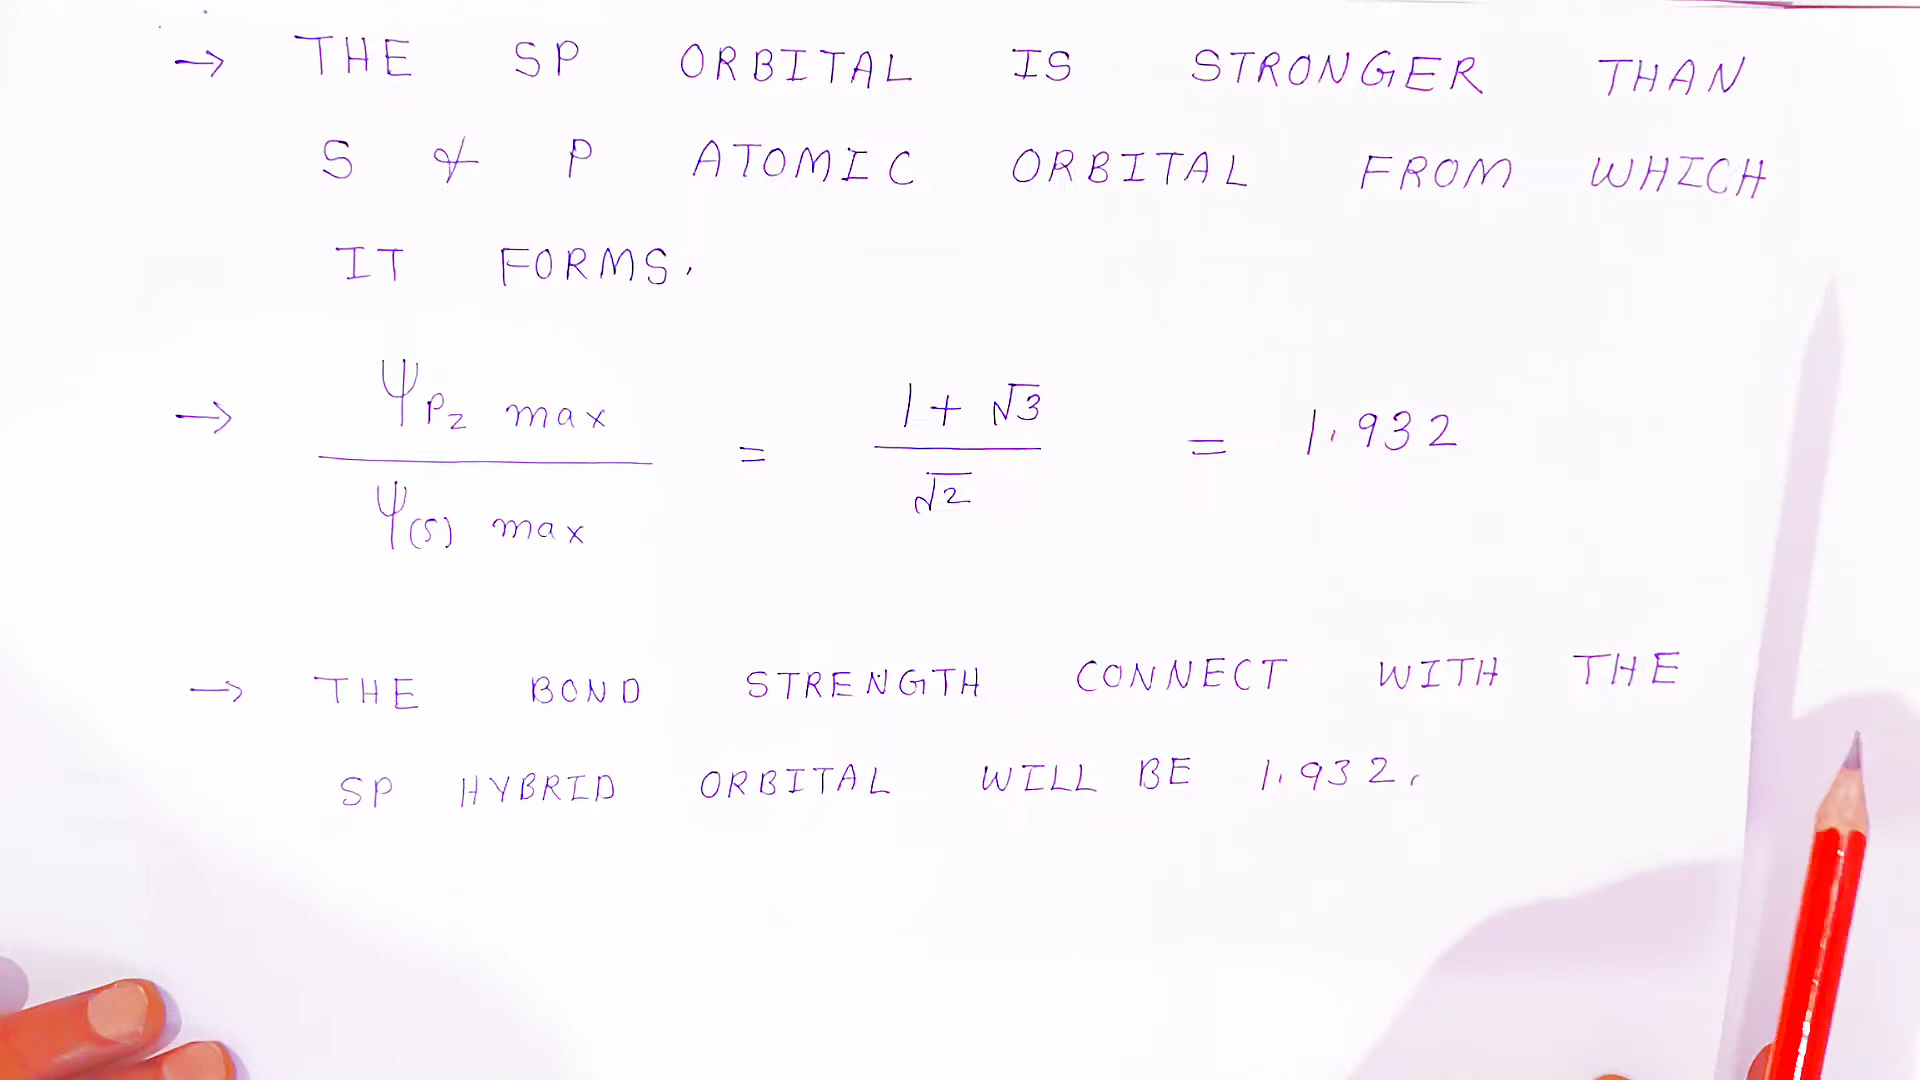 → THE SP ORBITAL IS STRONGER THAN
S & P ATOMIC ORBITAL FROM WHICH
IT FORMS.
→ ΨPz max / Ψ(S) max = 1 + √3 / √2 = 1.932
→ THE BOND STRENGTH CONNECT WITH THE
SP HYBRID ORBITAL WILL BE 1.932.